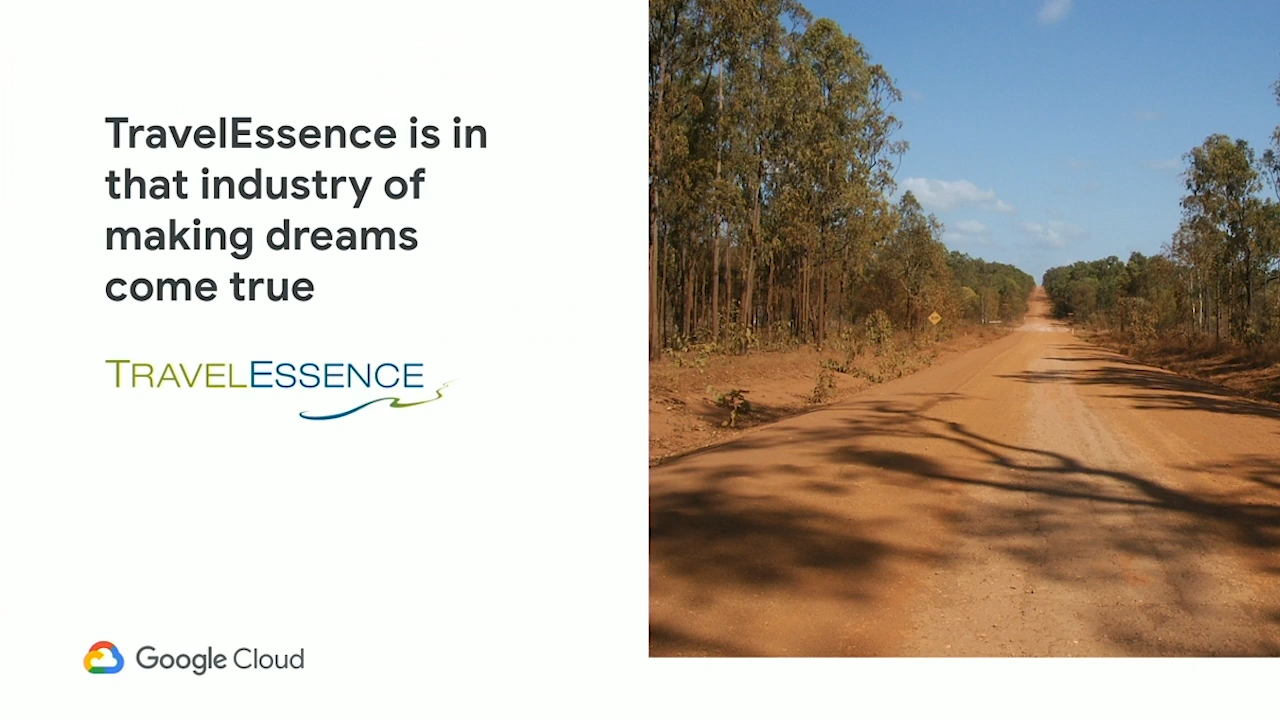 TravelEssence is in
that industry of
making dreams
come true
TRAVELESSENCE
Google Cloud